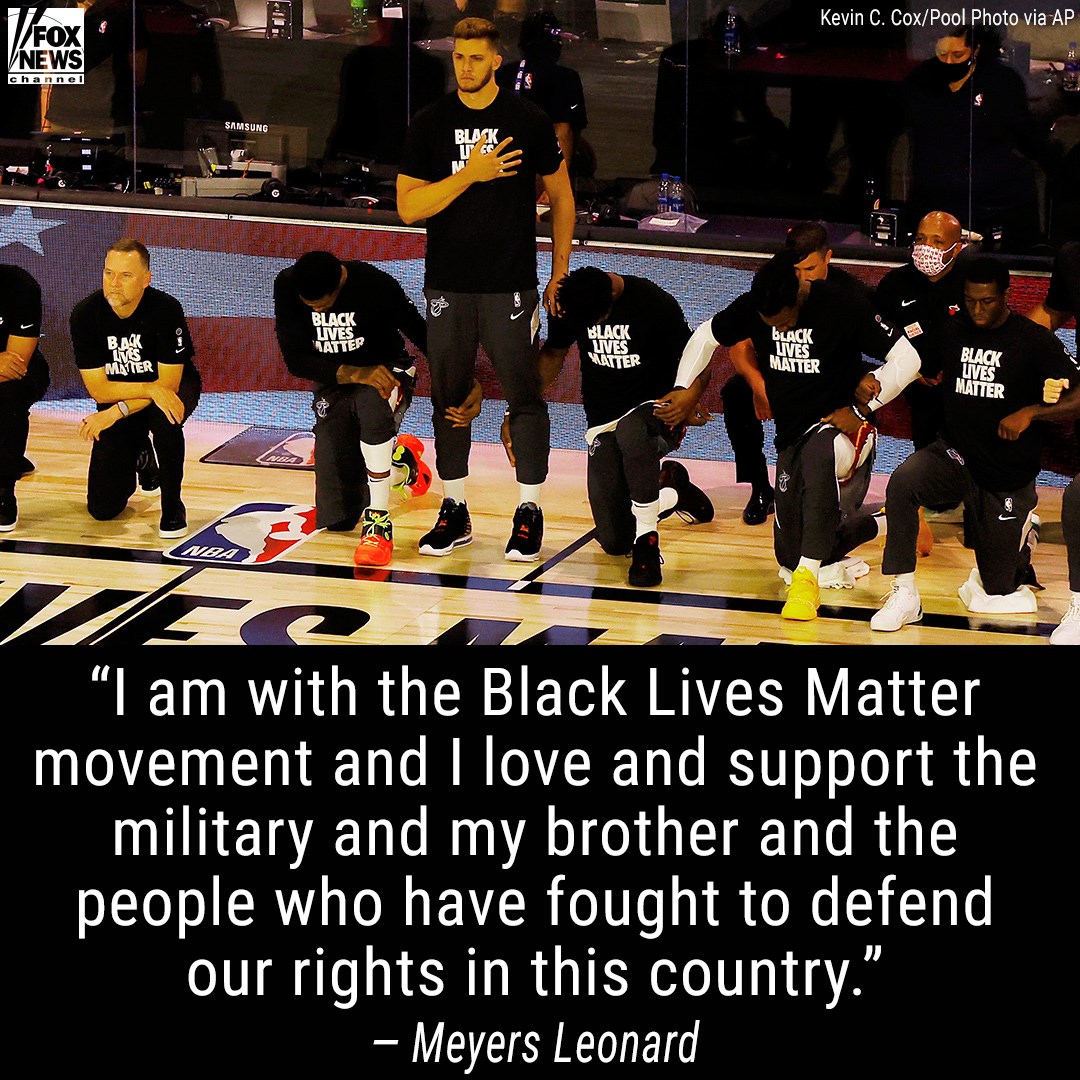 FOX
NEWS
channel
Kevin C. Cox/Pool Photo via AP
SAMSUNG
BLACK
LIVES
MATTER
BLACK
LIVES
MATTER
BLACK
LIVES
MATTER
BLACK
LIVES
MATTER
BLACK
LIVES
MATTER
NBA
NBA
“I am with the Black Lives Matter
movement and I love and support the
military and my brother and the
people who have fought to defend
our rights in this country.”
– Meyers Leonard